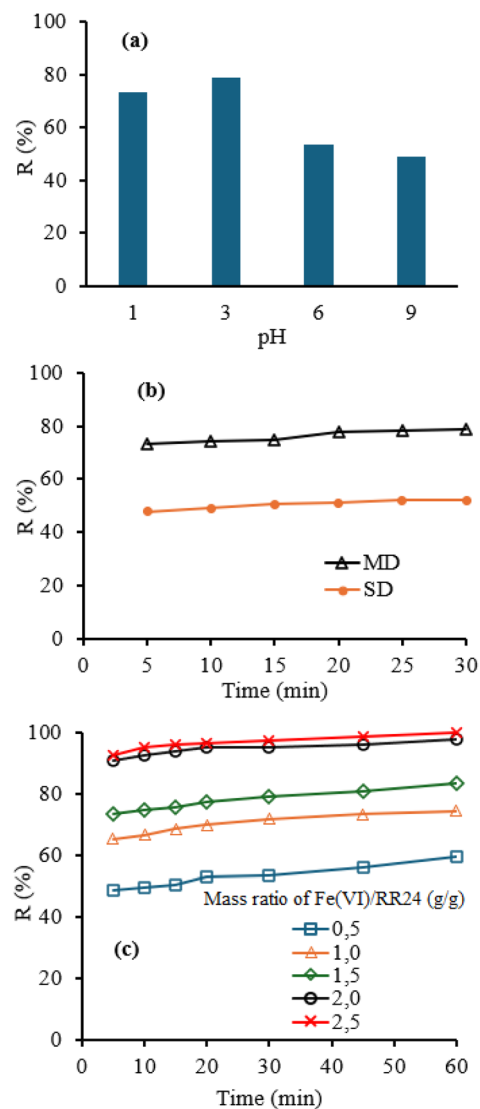 (a)
100
80
60
40
20
0
R (%)
1 3 6 9
pH
(b)
100
80
60
40
20
0
R (%)
MD
SD
0 5 10 15 20 25 30
Time (min)
100
80
60
40
20
0
R (%)
Mass ratio of Fe(VI)/RR24 (g/g)
0,5
1,0
1,5
2,0
2,5
(c)
0 10 20 30 40 50 60
Time (min)